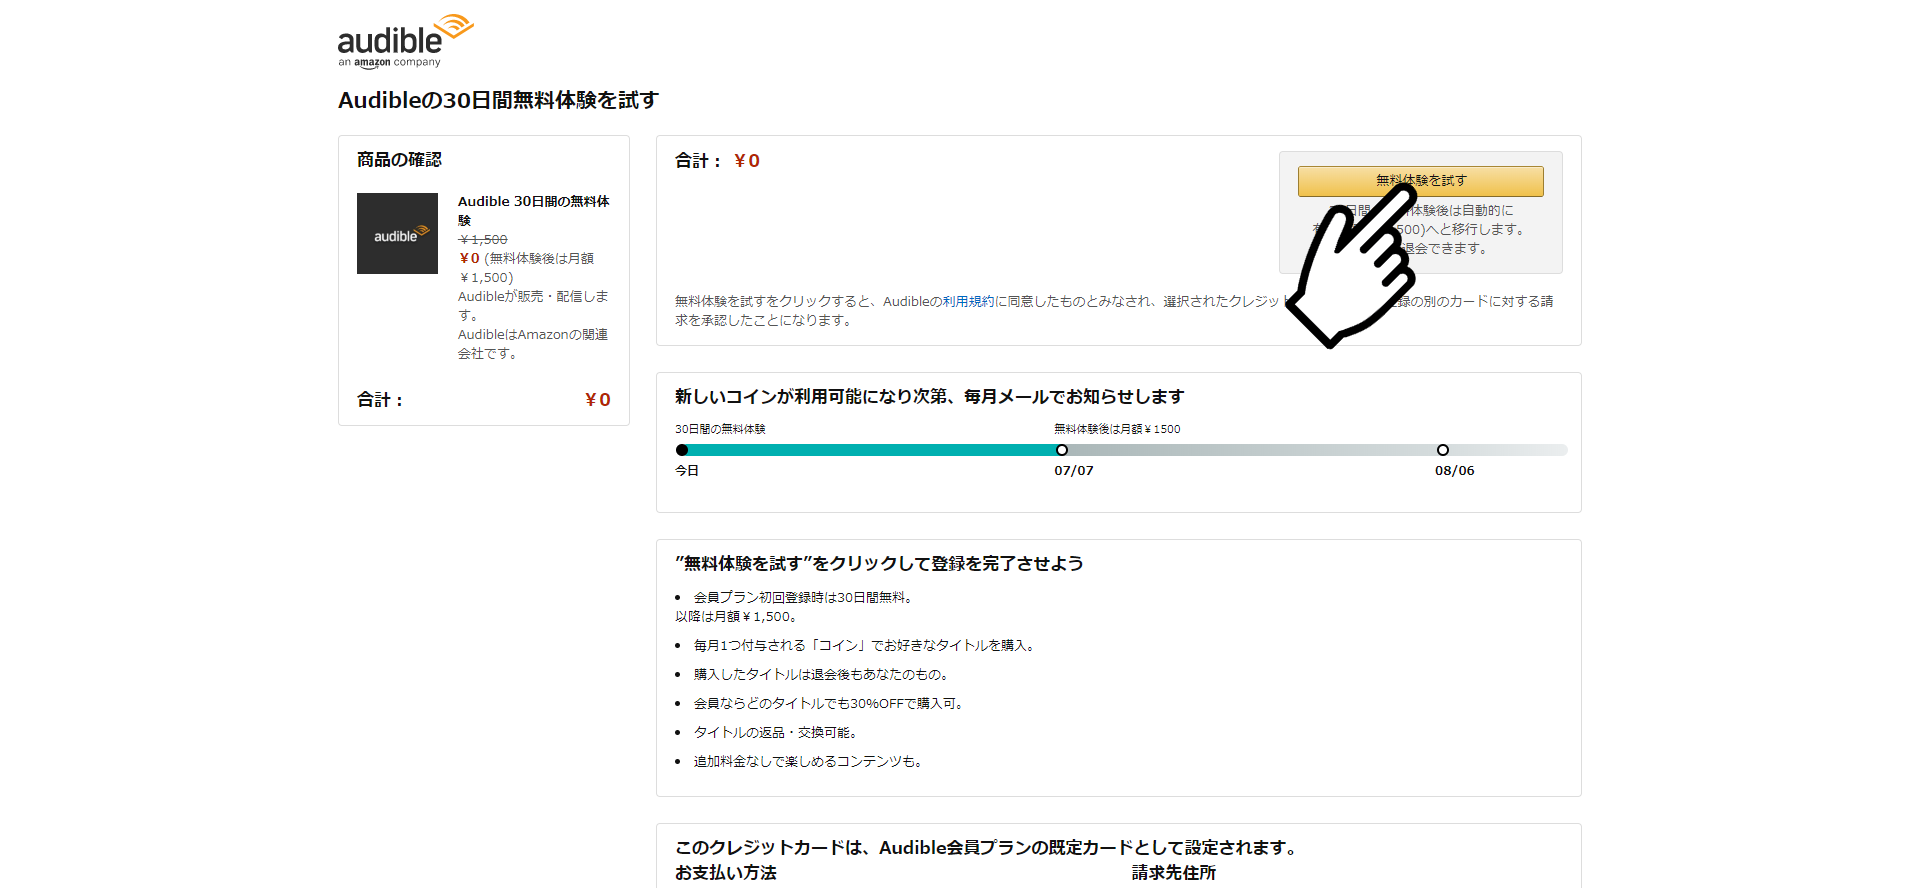 audible
an amazon company
Audibleの30日間無料体験を試す
商品の確認
audible
Audible 30日間の無料体
験
￥1,500
￥0 (無料体験後は月額
￥1,500)
Audibleが販売・配信しま
す。
AudibleはAmazonの関連
会社です。
合計： ￥0
合計： ￥0
無料体験を試す
日間 体験後は自動的に
500)へと移行します。
退会できます。
無料体験を試すをクリックすると、Audibleの利用規約に同意したものとみなされ、選択されたクレジット 録の別のカードに対する請
求を承認したことになります。
新しいコインが利用可能になり次第、毎月メールでお知らせします
30日間の無料体験 無料体験後は月額￥1500
今日 07/07 08/06
”無料体験を試す”をクリックして登録を完了させよう
• 会員プラン初回登録時は30日間無料。
以降は月額￥1,500。
• 毎月1つ付与される「コイン」でお好きなタイトルを購入。
• 購入したタイトルは退会後もあなたのもの。
• 会員ならどのタイトルでも30%OFFで購入可。
• タイトルの返品・交換可能。
• 追加料金なしで楽しめるコンテンツも。
このクレジットカードは、Audible会員プランの既定カードとして設定されます。
お支払い方法 請求先住所